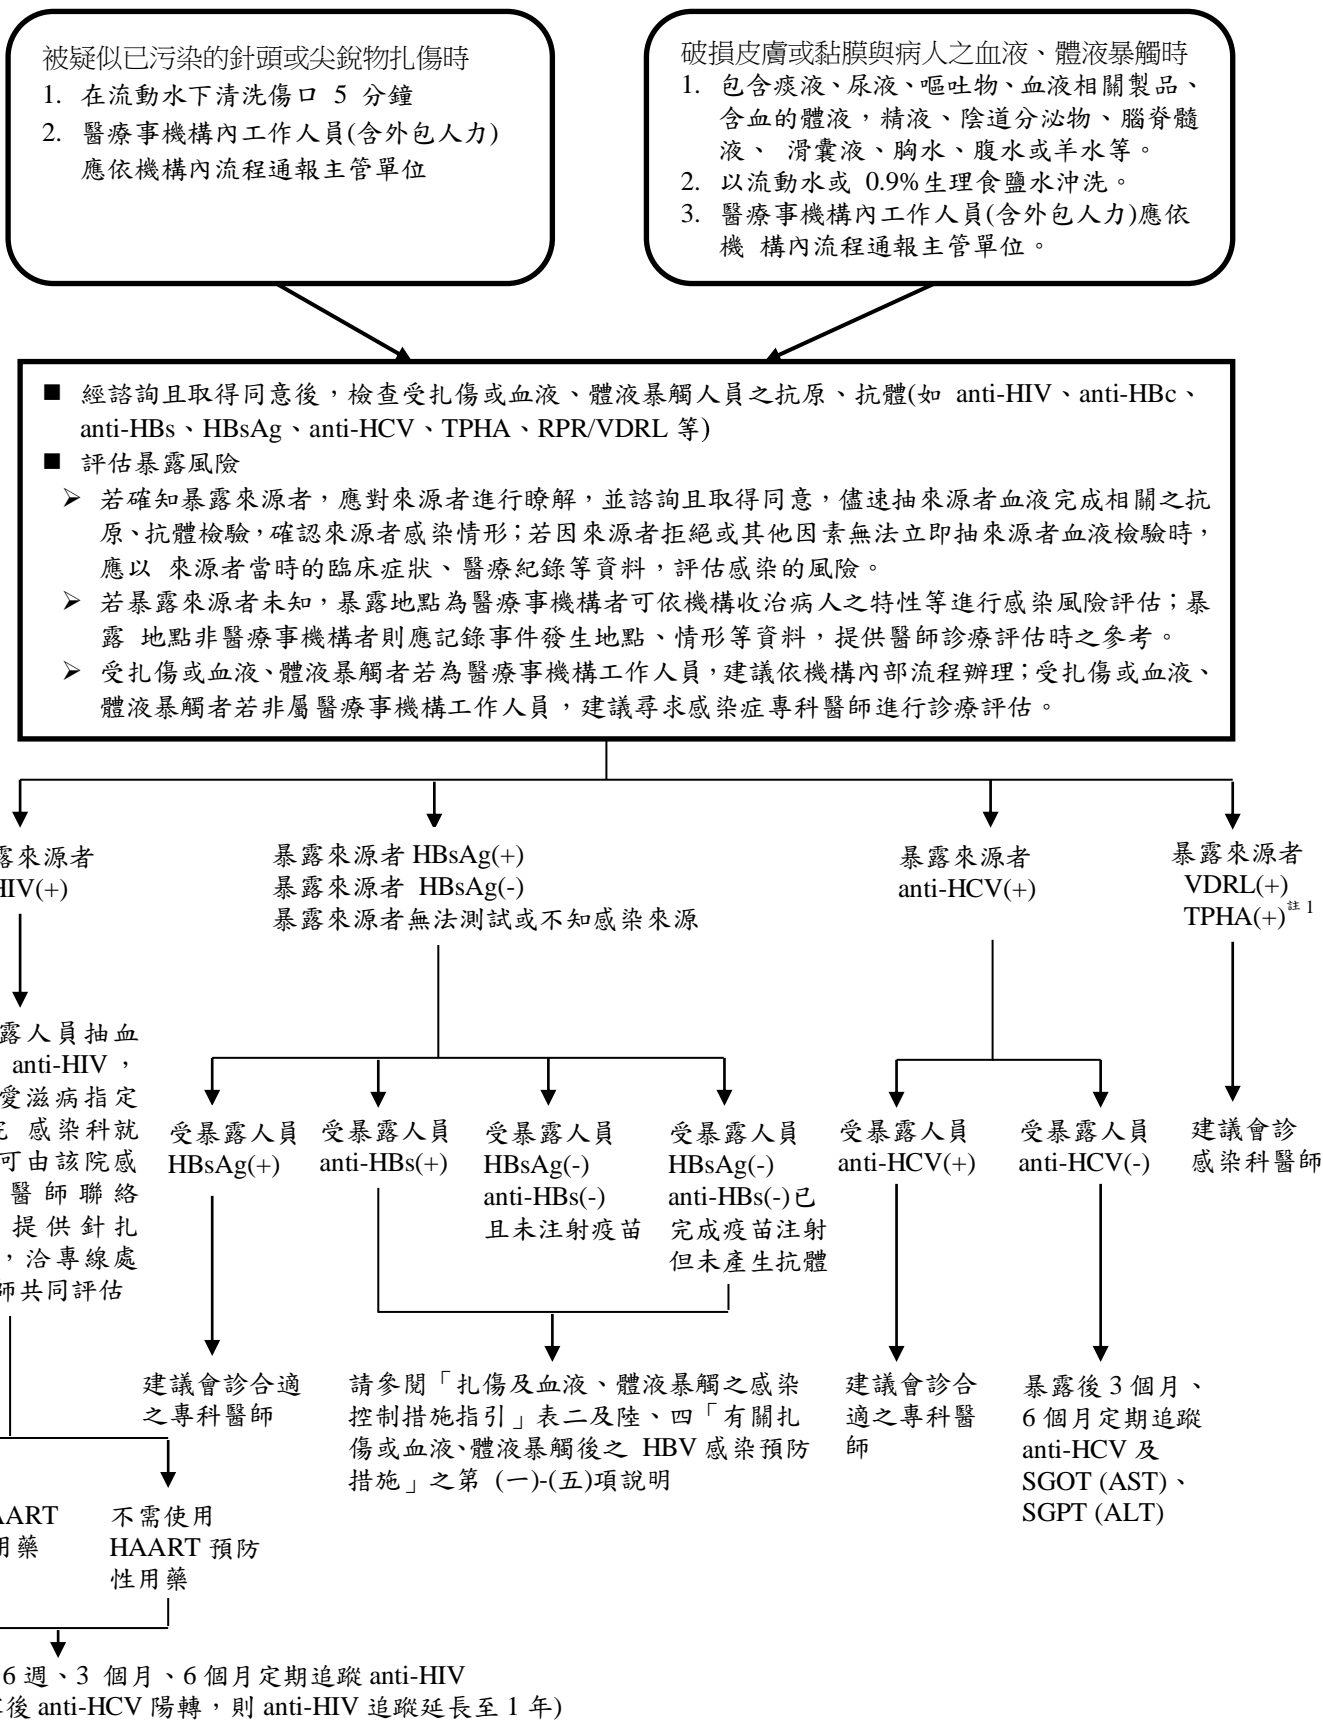 被疑似已污染的針頭或尖銳物扎傷時
1. 在流動水下清洗傷口 5 分鐘
2. 醫療事機構內工作人員(含外包人力)
應依機構內流程通報主管單位
破損皮膚或黏膜與病人之血液、體液暴觸時
1. 包含痰液、尿液、嘔吐物、血液相關製品、
含血的體液，精液、陰道分泌物、腦脊髓
液、 滑囊液、胸水、腹水或羊水等。
2. 以流動水或 0.9%生理食鹽水沖洗。
3. 醫療事機構內工作人員(含外包人力)應依
機 構內流程通報主管單位。
■ 經諮詢且取得同意後，檢查受扎傷或血液、體液暴觸人員之抗原、抗體(如 anti-HIV、anti-HBc、
anti-HBs、HBsAg、anti-HCV、TPHA、RPR/VDRL 等)
■ 評估暴露風險
➢ 若確知暴露來源者，應對來源者進行瞭解，並諮詢且取得同意，儘速抽來源者血液完成相關之抗
原、抗體檢驗，確認來源者感染情形；若因來源者拒絕或其他因素無法立即抽來源者血液檢驗時，
應以 來源者當時的臨床症狀、醫療紀錄等資料，評估感染的風險。
➢ 若暴露來源者未知，暴露地點為醫療事機構者可依機構收治病人之特性等進行感染風險評估；暴
露 地點非醫療事機構者則應記錄事件發生地點、情形等資料，提供醫師診療評估時之參考。
➢ 受扎傷或血液、體液暴觸者若為醫療事機構工作人員，建議依機構內部流程辦理；受扎傷或血液、
體液暴觸者若非屬醫療事機構工作人員，建議尋求感染症專科醫師進行診療評估。
露來源者
HIV(+)
暴露來源者 HBsAg(+)
暴露來源者 HBsAg(-)
暴露來源者無法測試或不知感染來源
暴露來源者
anti-HCV(+)
暴露來源者
VDRL(+)
TPHA(+)註 1
露人員抽血
anti-HIV，
愛滋病指定
院 感染科就
可由該院感
醫師聯絡
提供針扎
，洽專線處
師共同評估
受暴露人員
HBsAg(+)
受暴露人員
anti-HBs(+)
受暴露人員
HBsAg(-)
anti-HBs(-)
且未注射疫苗
受暴露人員
HBsAg(-)
anti-HBs(-)已
完成疫苗注射
但未產生抗體
受暴露人員
anti-HCV(+)
受暴露人員
anti-HCV(-)
建議會診
感染科醫師
建議會診合適
之專科醫師
請參閱「扎傷及血液、體液暴觸之感染
控制措施指引」表二及陸、四「有關扎
傷或血液、體液暴觸後之 HBV 感染預防
措施」之第 (一)-(五)項說明
建議會診合
適之專科醫
師
暴露後 3 個月、
6 個月定期追蹤
anti-HCV 及
SGOT (AST)、
SGPT (ALT)
AART
用藥
不需使用
HAART 預防
性用藥
6 週、3 個月、6 個月定期追蹤 anti-HIV
後 anti-HCV 陽轉，則 anti-HIV 追蹤延長至 1 年)